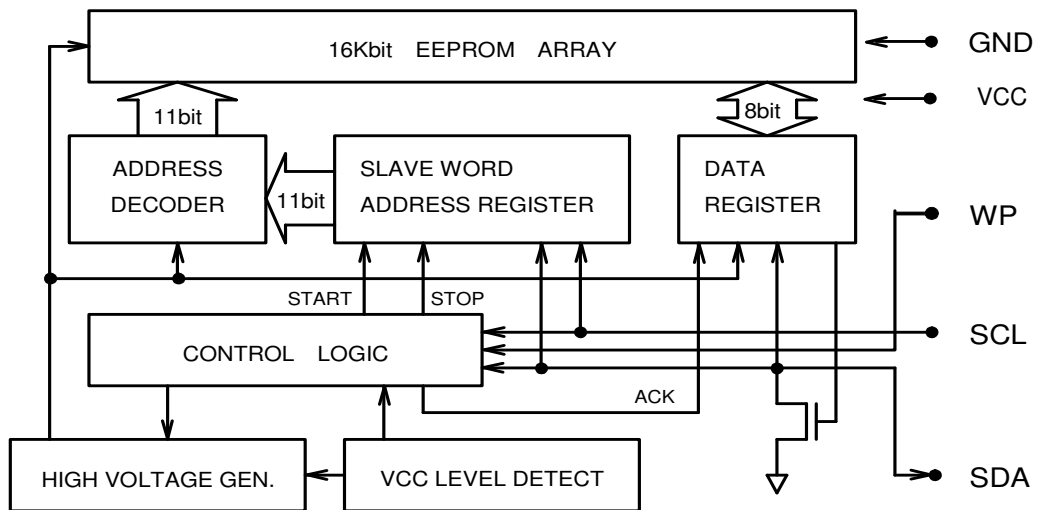 16Kbit EEPROM ARRAY
GND
VCC
11bit
8bit
ADDRESS
DECODER
11bit
SLAVE WORD
ADDRESS REGISTER
DATA
REGISTER
WP
START
STOP
SCL
CONTROL LOGIC
ACK
HIGH VOLTAGE GEN.
VCC LEVEL DETECT
SDA